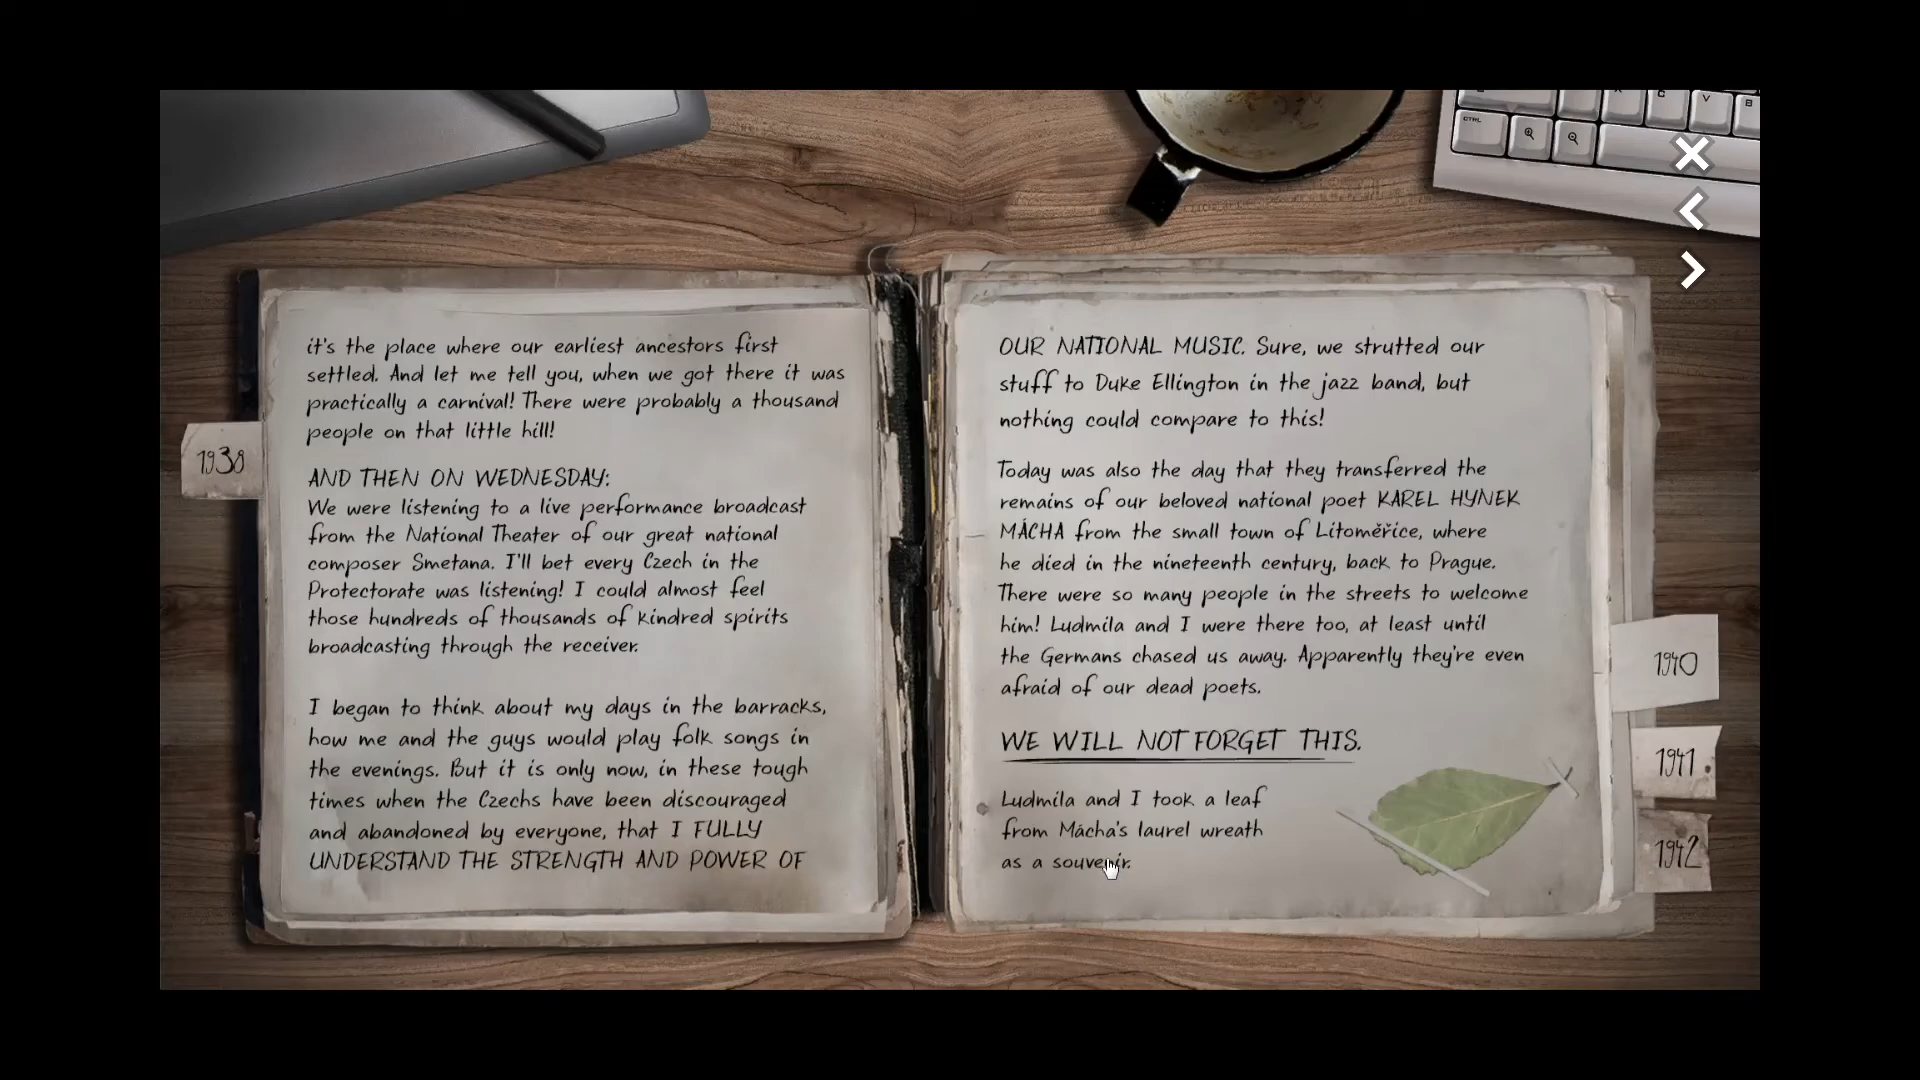 CTRL
C
V
B
1938
it's the place where our earliest ancestors first
settled. And let me tell you, when we got there it was
practically a carnival! There were probably a thousand
people on that little hill!
AND THEN ON WEDNESDAY:
We were listening to a live performance broadcast
from the National Theater of our great national
composer Smetana. I'll bet every Czech in the
Protectorate was listening! I could almost feel
those hundreds of thousands of kindred spirits
broadcasting through the receiver.
I began to think about my days in the barracks,
how me and the guys would play folk songs in
the evenings. But it is only now, in these tough
times when the Czechs have been discouraged
and abandoned by everyone, that I FULLY
UNDERSTAND THE STRENGTH AND POWER OF
OUR NATIONAL MUSIC. Sure, we strutted our
stuff to Duke Ellington in the jazz band, but
nothing could compare to this!
Today was also the day that they transferred the
remains of our beloved national poet KAREL HYNEK
MÁCHA from the small town of Litoměřice, where
he died in the nineteenth century, back to Prague.
There were so many people in the streets to welcome
him! Ludmila and I were there too, at least until
the Germans chased us away. Apparently they're even
afraid of our dead poets.
WE WILL NOT FORGET THIS.
Ludmila and I took a leaf
from Mácha's laurel wreath
as a souvenir.
1940
1941
1942